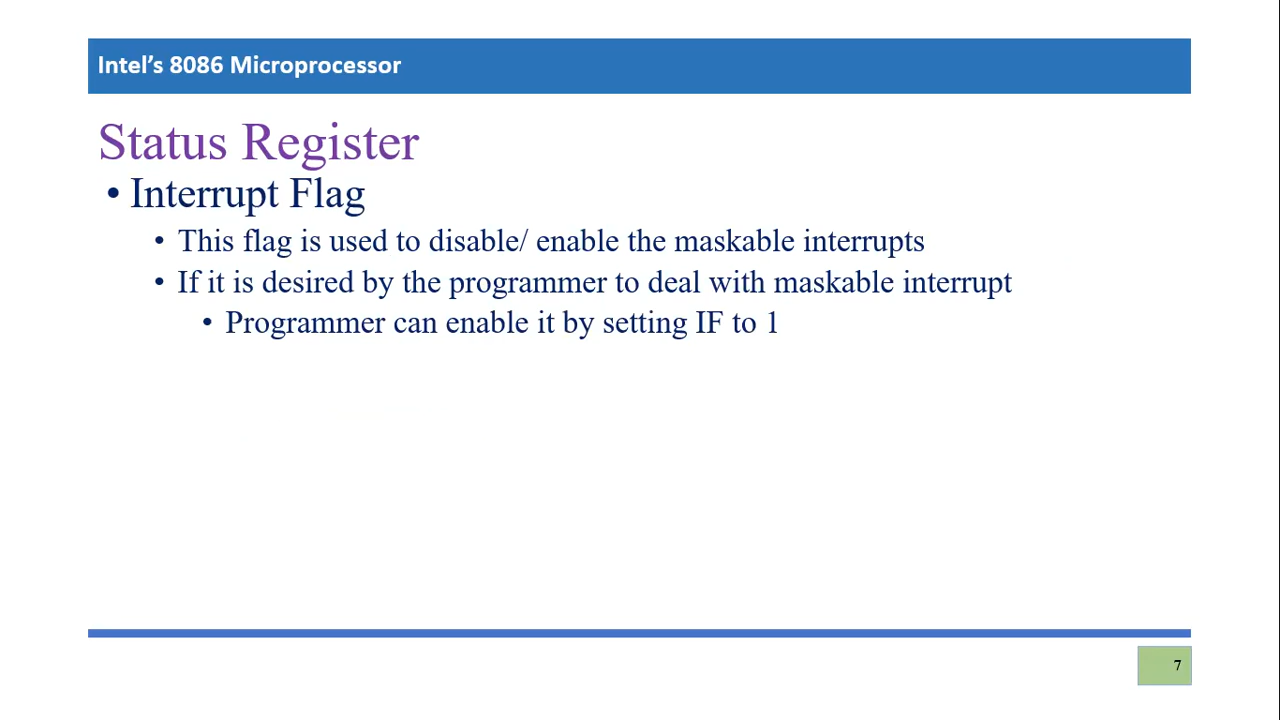 Intel’s 8086 Microprocessor
Status Register
• Interrupt Flag
• This flag is used to disable/ enable the maskable interrupts
• If it is desired by the programmer to deal with maskable interrupt
• Programmer can enable it by setting IF to 1
7